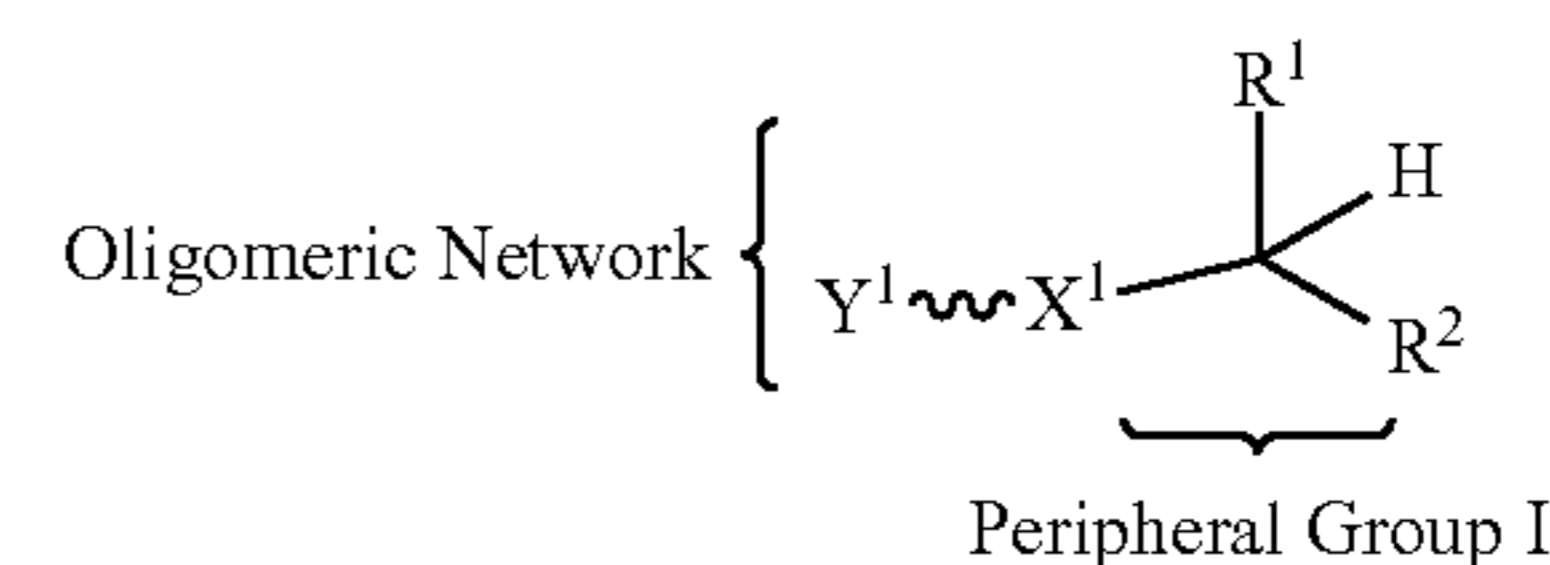 R¹
H
Oligomeric Network { Y¹ X¹
R²
Peripheral Group I